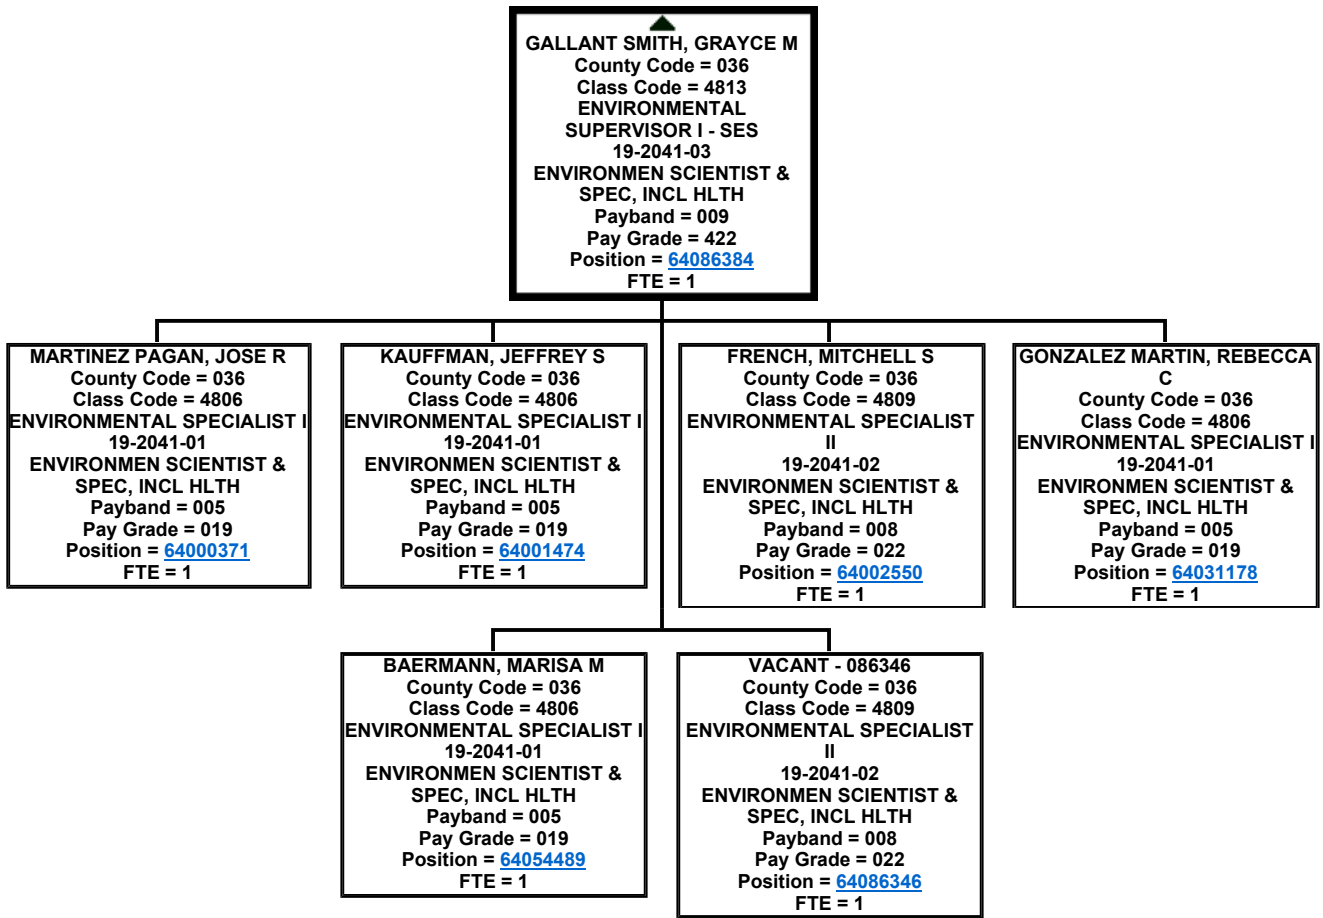 GALLANT SMITH, GRAYCE M
County Code = 036
Class Code = 4813
ENVIRONMENTAL
SUPERVISOR I - SES
19-2041-03
ENVIRONMEN SCIENTIST &
SPEC, INCL HLTH
Payband = 009
Pay Grade = 422
Position = 64086384
FTE = 1
MARTINEZ PAGAN, JOSE R
County Code = 036
Class Code = 4806
ENVIRONMENTAL SPECIALIST I
19-2041-01
ENVIRONMEN SCIENTIST &
SPEC, INCL HLTH
Payband = 005
Pay Grade = 019
Position = 64000371
FTE = 1
KAUFFMAN, JEFFREY S
County Code = 036
Class Code = 4806
ENVIRONMENTAL SPECIALIST I
19-2041-01
ENVIRONMEN SCIENTIST &
SPEC, INCL HLTH
Payband = 005
Pay Grade = 019
Position = 64001474
FTE = 1
FRENCH, MITCHELL S
County Code = 036
Class Code = 4809
ENVIRONMENTAL SPECIALIST
II
19-2041-02
ENVIRONMEN SCIENTIST &
SPEC, INCL HLTH
Payband = 008
Pay Grade = 022
Position = 64002550
FTE = 1
GONZALEZ MARTIN, REBECCA
C
County Code = 036
Class Code = 4806
ENVIRONMENTAL SPECIALIST I
19-2041-01
ENVIRONMEN SCIENTIST &
SPEC, INCL HLTH
Payband = 005
Pay Grade = 019
Position = 64031178
FTE = 1
BAERMANN, MARISA M
County Code = 036
Class Code = 4806
ENVIRONMENTAL SPECIALIST I
19-2041-01
ENVIRONMEN SCIENTIST &
SPEC, INCL HLTH
Payband = 005
Pay Grade = 019
Position = 64054489
FTE = 1
VACANT - 086346
County Code = 036
Class Code = 4809
ENVIRONMENTAL SPECIALIST
II
19-2041-02
ENVIRONMEN SCIENTIST &
SPEC, INCL HLTH
Payband = 008
Pay Grade = 022
Position = 64086346
FTE = 1